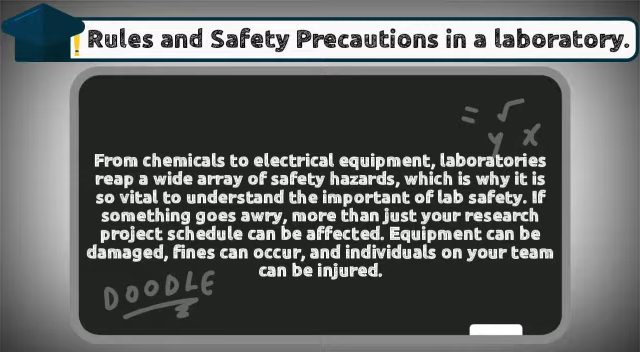 Rules and Safety Precautions in a laboratory.
= √
y x
From chemicals to electrical equipment, laboratories
reap a wide array of safety hazards, which is why it is
so vital to understand the important of lab safety. If
something goes awry, more than just your research
project schedule can be affected. Equipment can be
damaged, fines can occur, and individuals on your team
can be injured.
DOODLE